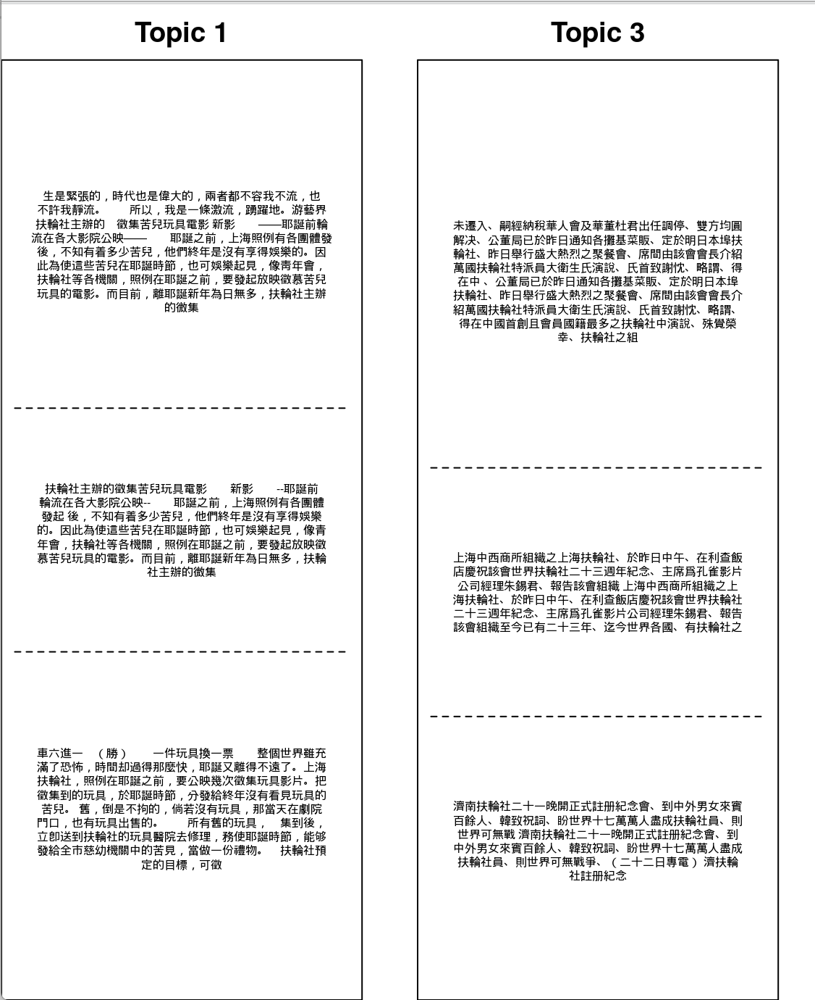 Topic 1
生是緊張的，時代也是偉大的，兩者都不容我不流，也
不許我靜流。　　所以，我是一條激流，踴躍地。游藝界
扶輪社主辦的　徵集苦兒玩具電影 新影　　——耶誕前輪
流在各大影院公映——　　耶誕之前，上海照例有各團體發
後，不知有着多少苦兒，他們終年是沒有享得娛樂的。因
此為使這些苦兒在耶誕時節，也可娛樂起見，像靑年會，
扶輪社等各機關，照例在耶誕之前，要發起放映徵慕苦兒
玩具的電影。而目前，離耶誕新年為日無多，扶輪社主辦
的微集
扶輪社主辦的徵集苦兒玩具電影　　新影　　--耶誕前
輪流在各大影院公映--　　耶誕之前，上海照例有各團體
發起 後，不知有着多少苦兒，他們終年是沒有享得娛樂
的。因此為使這些苦兒在耶誕時節，也可娛樂起見，像青
年會，扶輪社等各機關，照例在耶誕之前，要發起放映徵
慕苦兒玩具的電影。而目前，離耶誕新年為日無多，扶輪
社主辦的微集
車六進一　（勝）　　一件玩具換一票　　整個世界雖充
滿了恐怖，時間却過得那麼快，耶誕又離得不遠了。上海
扶輪社，照例在耶誕之前，要公映幾次徵集玩具影片。把
徵集到的玩具，於耶誕時節，分發給終年沒有看見玩具的
苦兒。 舊，倒是不拘的，倘若沒有玩具，那當天在劇院
門口，也有玩具出售的。　　所有舊的玩具，　集到後，
立卽送到扶輪社的玩具醫院去修理，務使耶誕時節，能够
發給全市慈幼機關中的苦見，當做一份禮物。　扶輪社預
定的目標，可徵
Topic 3
未遷入、嗣經納稅華人會及華董杜君出任調停、雙方均圓
解决、公董局已於昨日通知各攤基菜販、定於明日本埠扶
輪社、昨日舉行盛大熱烈之聚餐會、席間由該會會長介紹
萬國扶輪社特派員大衛生氏演說、氏首致謝忱、略謂、得
在中 、公董局已於昨日通知各攤基菜販、定於明日本埠
扶輪社、昨日舉行盛大熱烈之聚餐會、席間由該會會長介
紹萬國扶輪社特派員大衛生氏演說、氏首致謝忱、略謂、
得在中國首創且會員國籍最多之扶輪社中演說、殊覺榮
幸、扶輪社之組
上海中西商所組織之上海扶輪社、於昨日中午、在利查飯
店慶祝該會世界扶輪社二十三週年紀念、主席爲孔雀影片
公司經理朱錫君、報告該會組織 上海中西商所組織之上
海扶輪社、於昨日中午、在利查飯店慶祝該會世界扶輪社
二十三週年紀念、主席爲孔雀影片公司經理朱錫君、報告
該會組織至今已有二十三年、迄今世界各國、有扶輪社之
濟南扶輪社二十一晚開正式註册紀念會、到中外男女來賓
百餘人、韓致祝詞、盼世界十七萬萬人盡成扶輪社員、則
世界可無戰 濟南扶輪社二十一晚開正式註册紀念會、到
中外男女來賓百餘人、韓致祝詞、盼世界十七萬萬人盡成
扶輪社員、則世界可無戰爭、（二十二日專電） 濟扶輪
社註册紀念